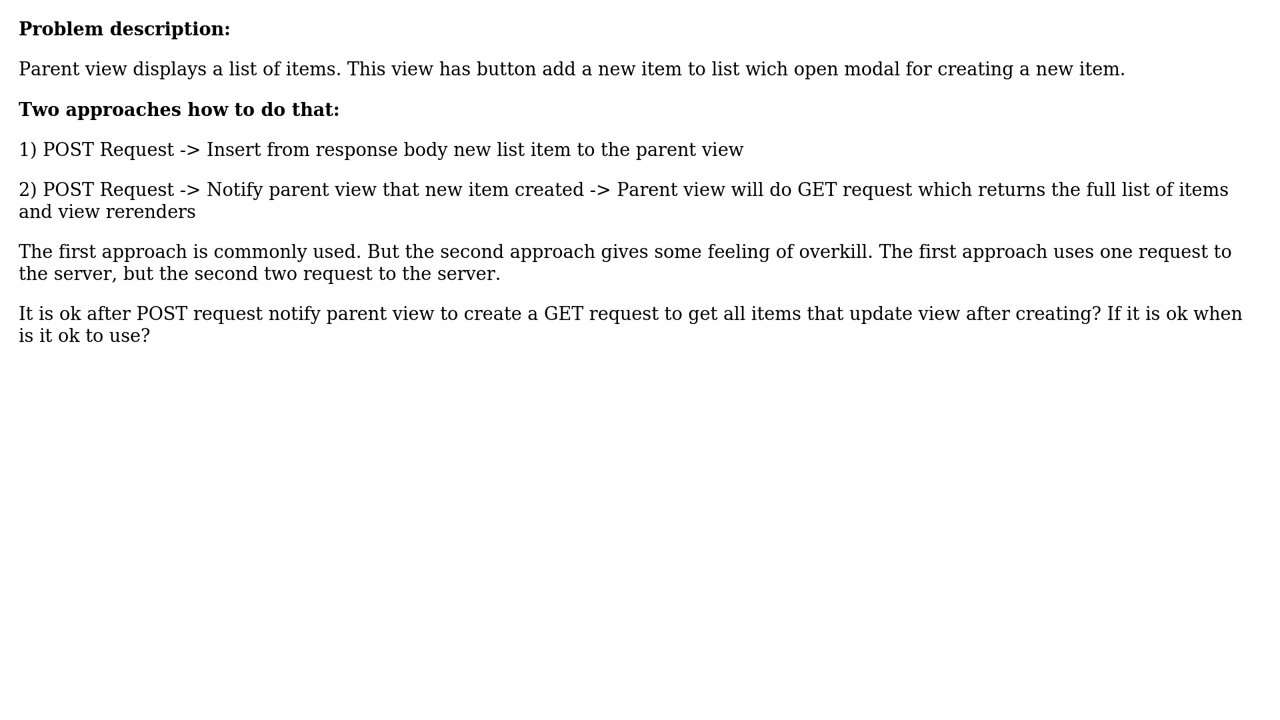 Problem description:
Parent view displays a list of items. This view has button add a new item to list wich open modal for creating a new item.
Two approaches how to do that:
1) POST Request -> Insert from response body new list item to the parent view
2) POST Request -> Notify parent view that new item created -> Parent view will do GET request which returns the full list of items
and view rerenders
The first approach is commonly used. But the second approach gives some feeling of overkill. The first approach uses one request to
the server, but the second two request to the server.
It is ok after POST request notify parent view to create a GET request to get all items that update view after creating? If it is ok when
is it ok to use?